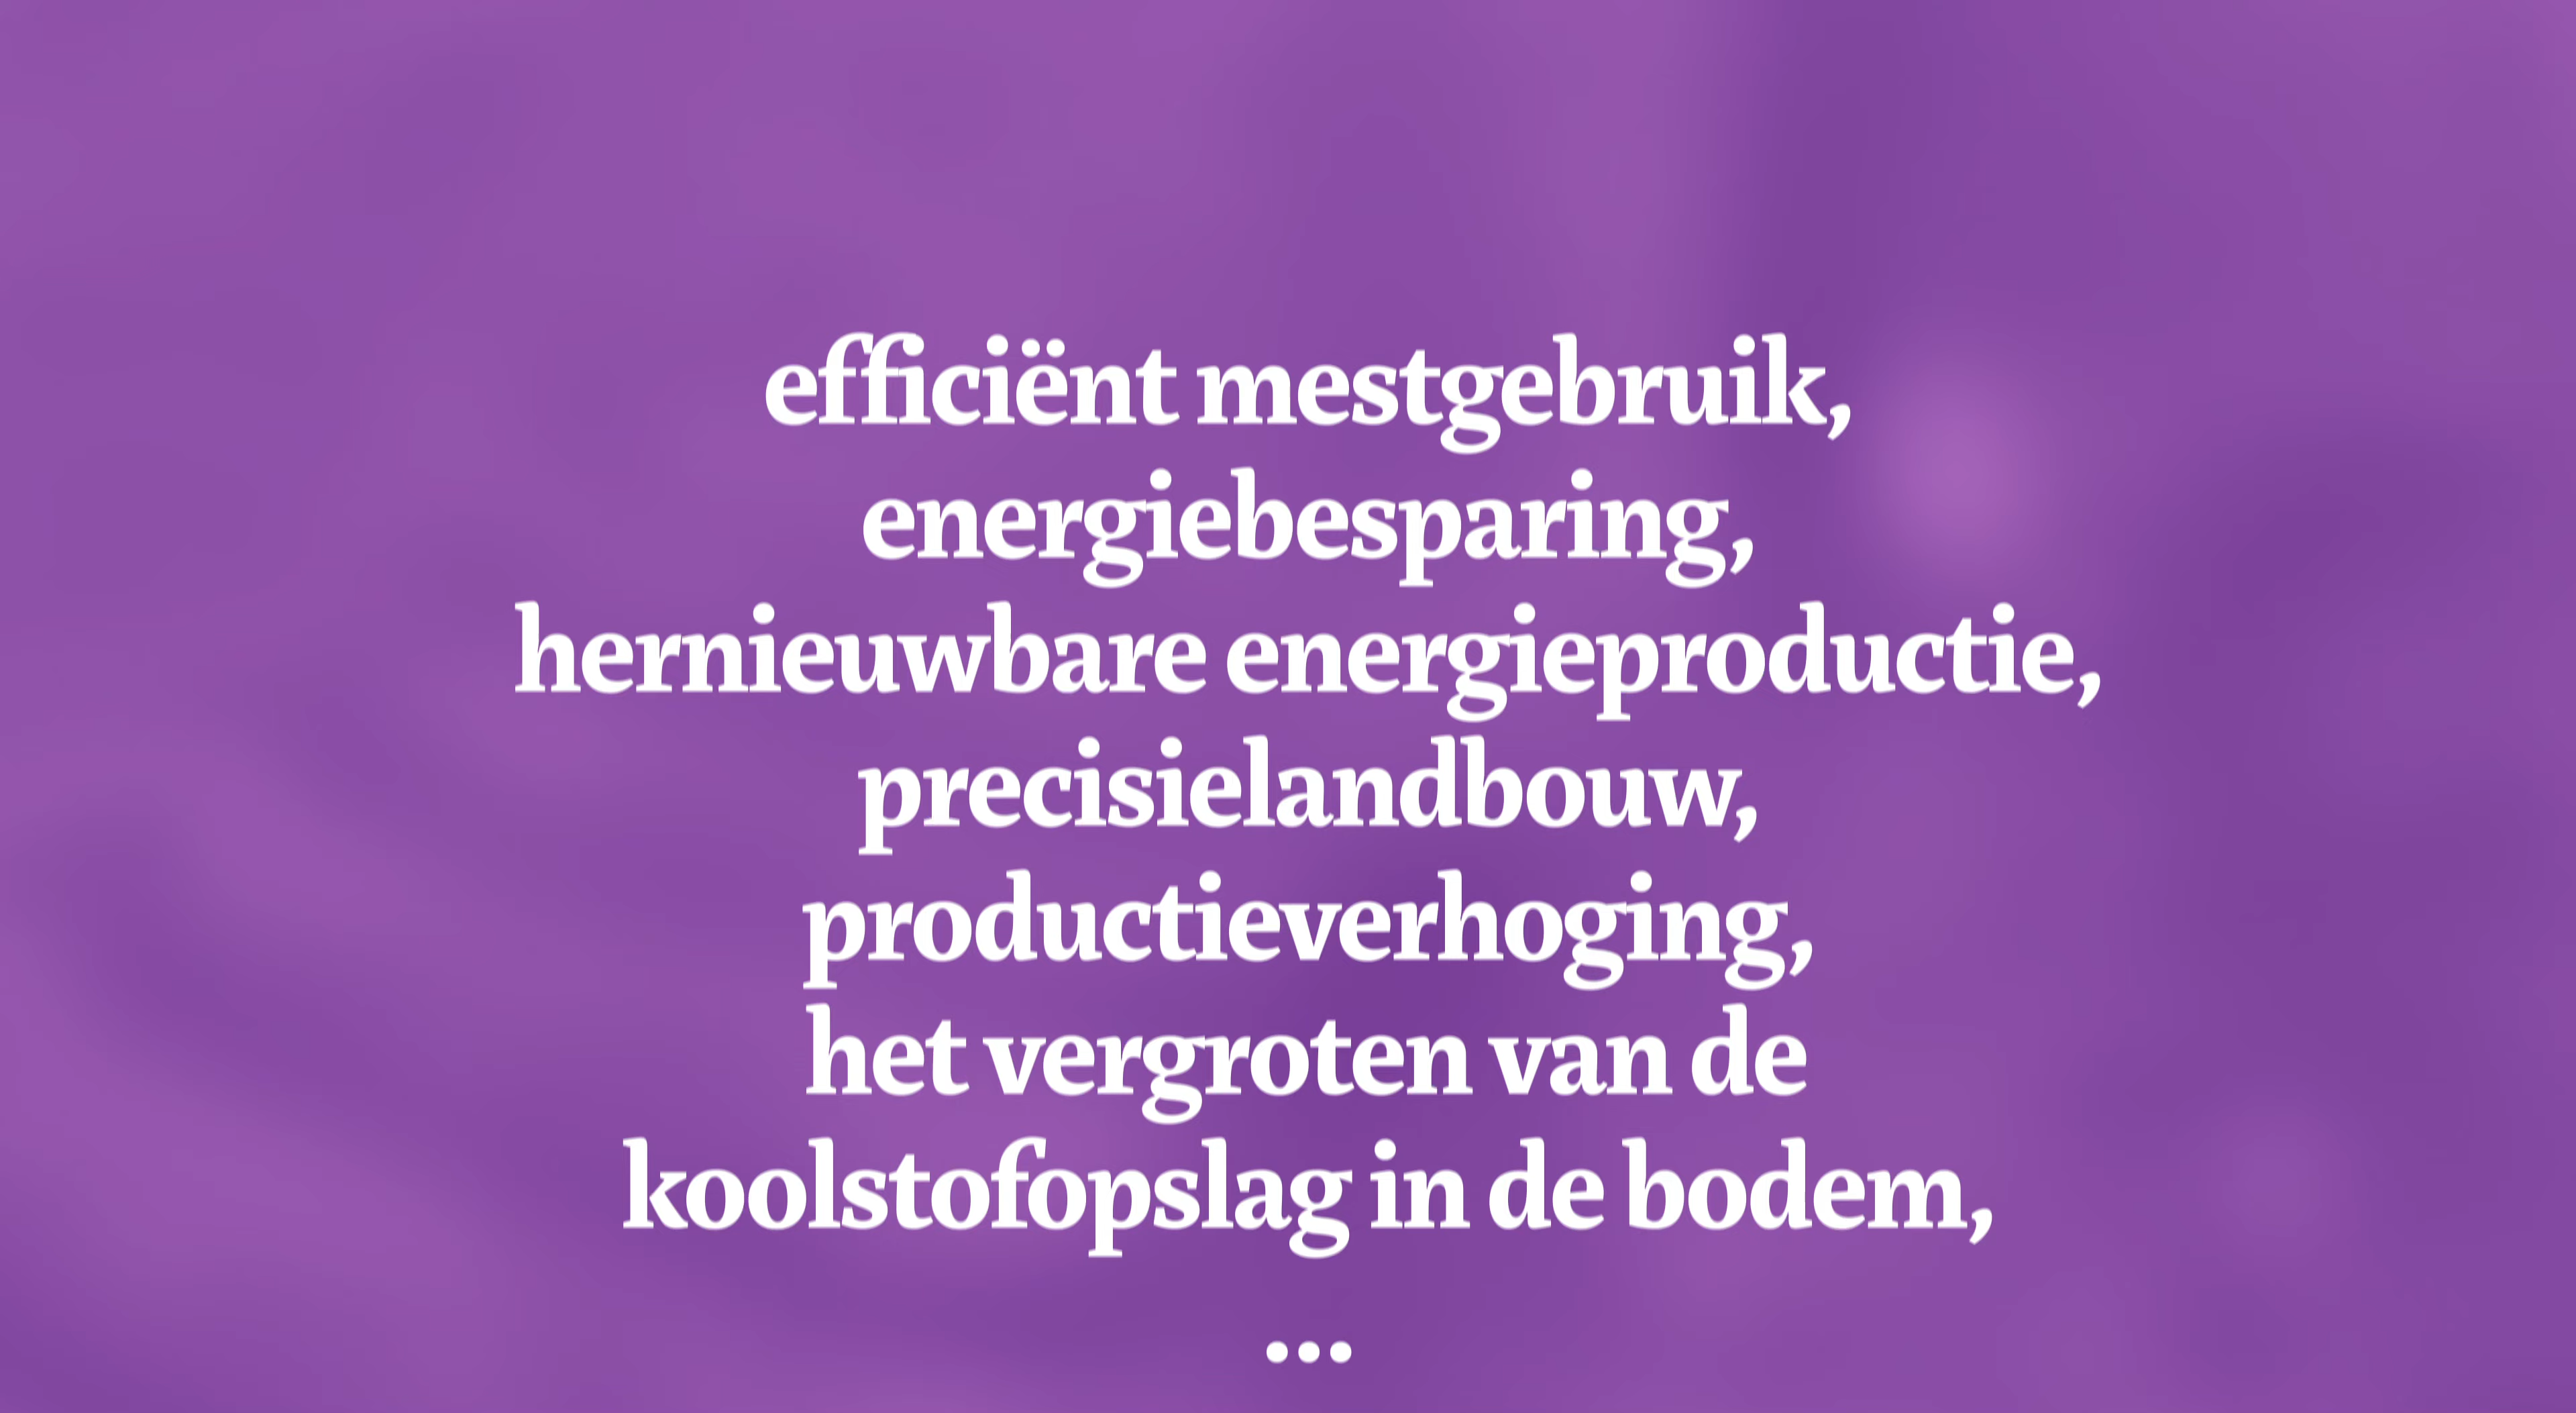 efficiënt mestgebruik,
energiebesparing,
hernieuwbare energieproductie,
precisielandbouw,
productieverhoging,
het vergroten van de
koolstofopslag in de bodem,
...